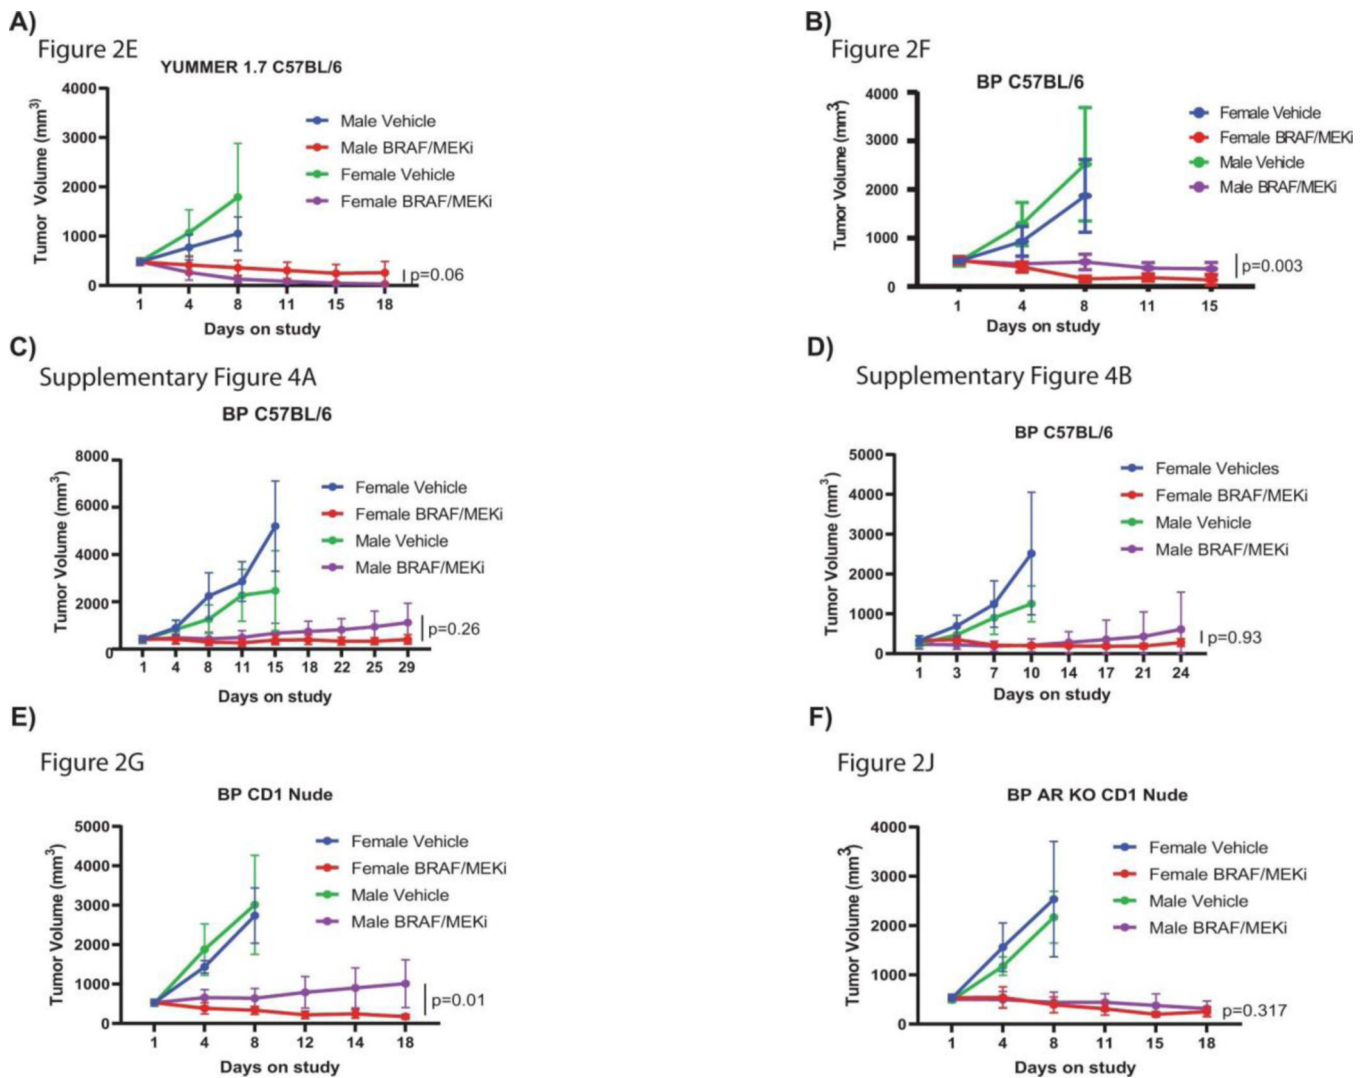 A)
Figure 2E
YUMMER 1.7 C57BL/6
Tumor Volume (mm3)
4000
3000
2000
1000
0
Male Vehicle
Male BRAF/MEKi
Female Vehicle
Female BRAF/MEKi
p=0.06
1 4 8 11 15 18
Days on study
B)
Figure 2F
BP C57BL/6
Tumor Volume (mm3)
4000
3000
2000
1000
0
Female Vehicle
Female BRAF/MEKi
Male Vehicle
Male BRAF/MEKi
p=0.003
1 4 8 11 15
Days on study
C)
Supplementary Figure 4A
BP C57BL/6
Tumor Volume (mm3)
8000
6000
4000
2000
0
Female Vehicle
Female BRAF/MEKi
Male Vehicle
Male BRAF/MEKi
p=0.26
1 4 8 11 15 18 22 25 29
Days on study
D)
Supplementary Figure 4B
BP C57BL/6
Tumor Volume (mm3)
5000
4000
3000
2000
1000
0
Female Vehicles
Female BRAF/MEKi
Male Vehicle
Male BRAF/MEKi
p=0.93
1 3 7 10 14 17 21 24
Days on study
E)
Figure 2G
BP CD1 Nude
Tumor Volume (mm3)
5000
4000
3000
2000
1000
0
Female Vehicle
Female BRAF/MEKi
Male Vehicle
Male BRAF/MEKi
p=0.01
1 4 8 12 14 18
Days on study
F)
Figure 2J
BP AR KO CD1 Nude
Tumor Volume (mm3
4000
3000
2000
1000
0
Female Vehicle
Female BRAF/MEKi
Male Vehicle
Male BRAF/MEKi
p=0.317
1 4 8 11 15 18
Days on study